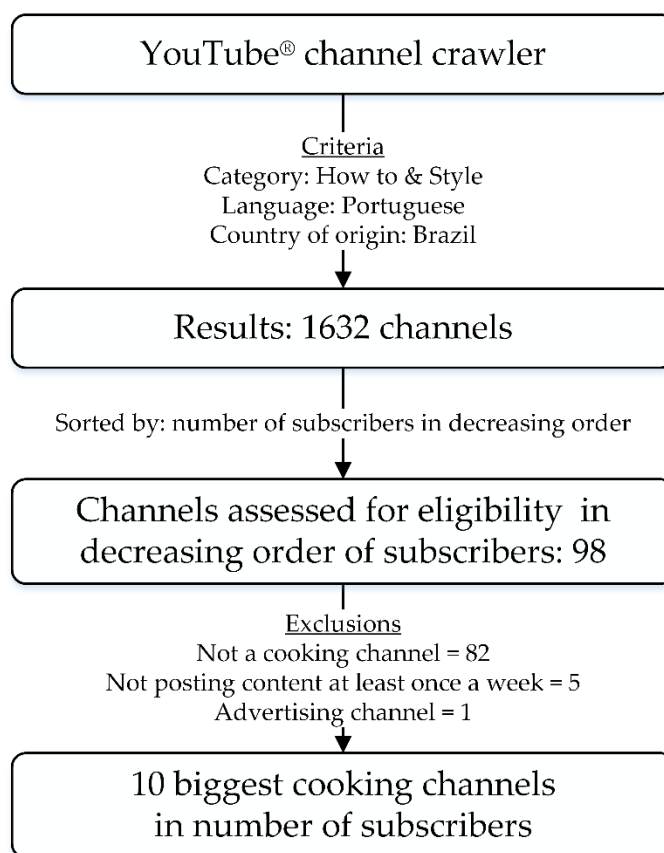 YouTube® channel crawler
Criteria
Category: How to & Style
Language: Portuguese
Country of origin: Brazil
Results: 1632 channels
Sorted by: number of subscribers in decreasing order
Channels assessed for eligibility in
decreasing order of subscribers: 98
Exclusions
Not a cooking channel = 82
Not posting content at least once a week = 5
Advertising channel = 1
10 biggest cooking channels
in number of subscribers